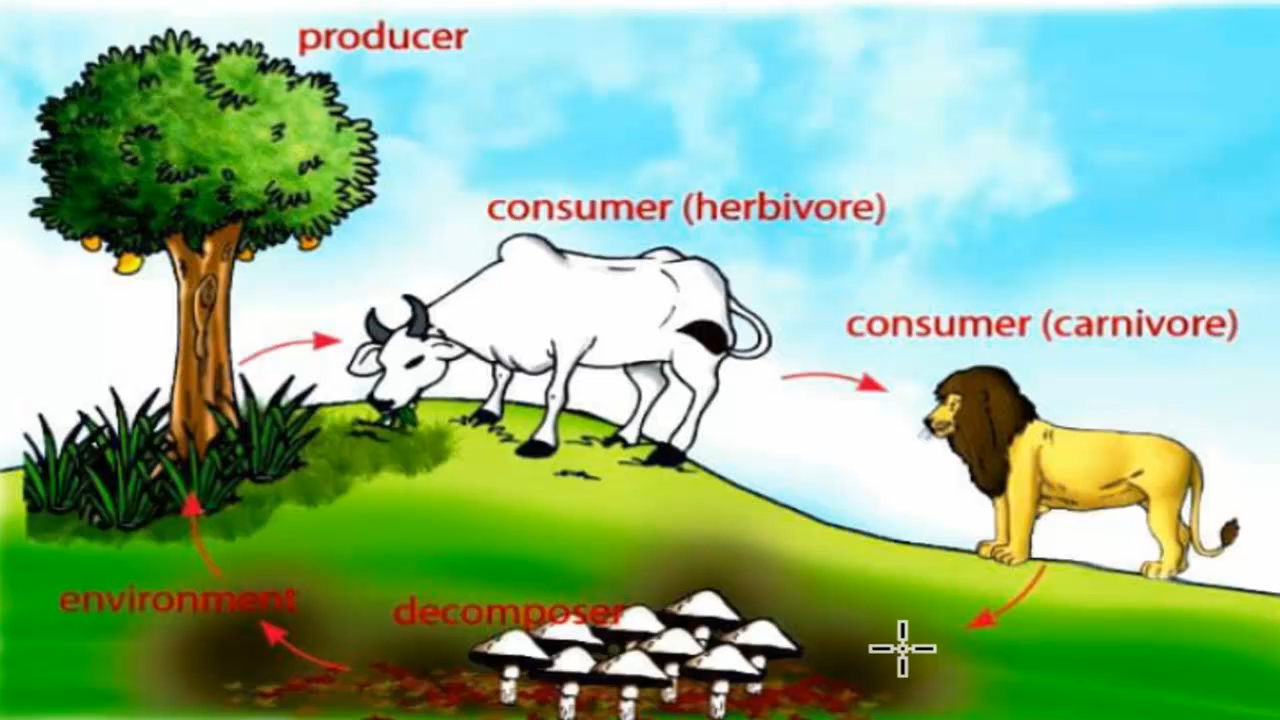 producer
consumer (herbivore)
consumer (carnivore)
environment
decomposer